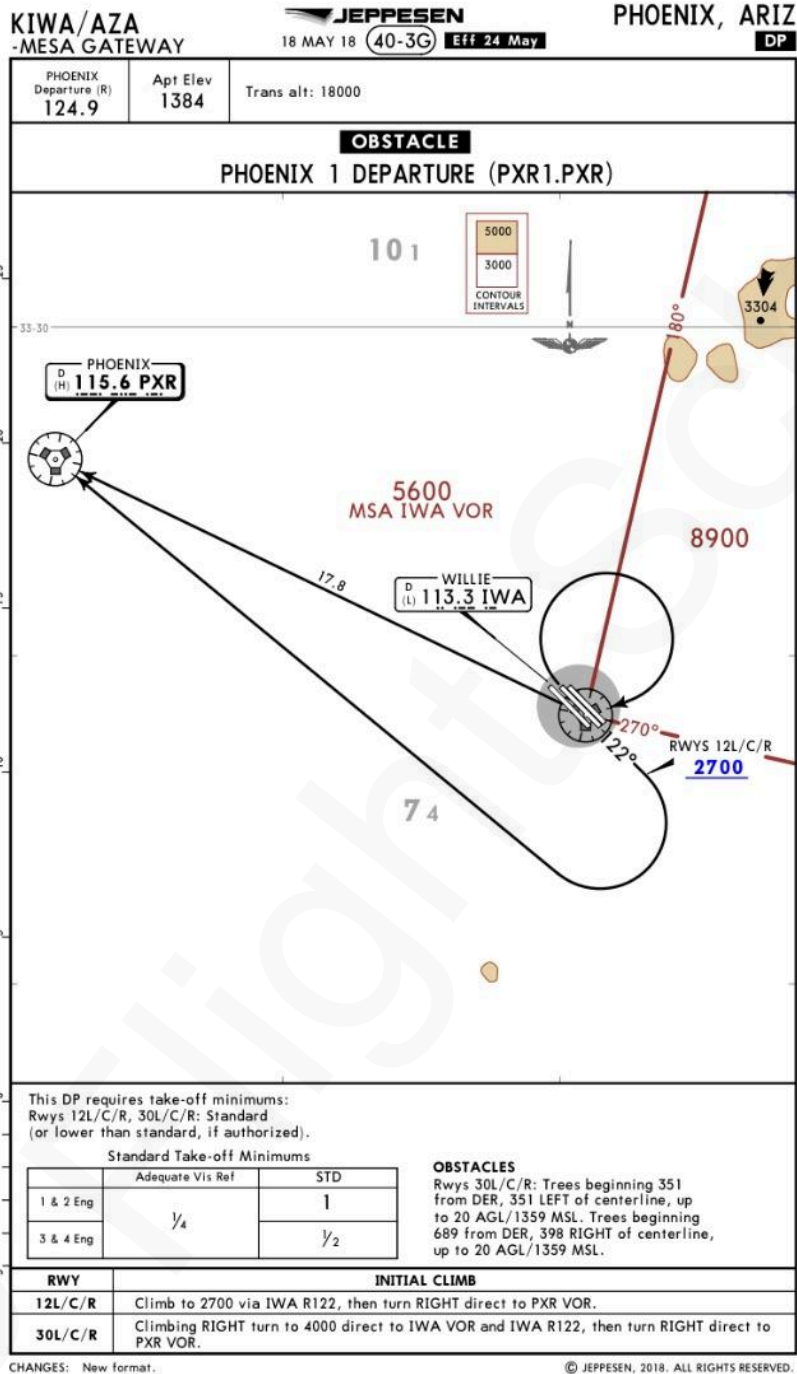 KIWA/AZA
-MESA GATEWAY
JEPPESEN
18 MAY 18 40-3G Eff 24 May
PHOENIX, ARIZ
DP
PHOENIX
Departure (R)
124.9
Apt Elev
1384
Trans alt: 18000
OBSTACLE
PHOENIX 1 DEPARTURE (PXR1.PXR)
10 1
5000
3000
CONTOUR
INTERVALS
N
3304
180°
33-30
PHOENIX
D
(H) 115.6 PXR
5600
MSA IWA VOR
8900
17.8
WILLIE
D
(L) 113.3 IWA
270°
122°
RWYS 12L/C/R
2700
7 4
This DP requires take-off minimums:
Rwys 12L/C/R, 30L/C/R: Standard
(or lower than standard, if authorized).
Standard Take-off Minimums
Adequate Vis Ref STD
1 & 2 Eng 1/4 1
3 & 4 Eng 1/2
OBSTACLES
Rwys 30L/C/R: Trees beginning 351
from DER, 351 LEFT of centerline, up
to 20 AGL/1359 MSL. Trees beginning
689 from DER, 398 RIGHT of centerline,
up to 20 AGL/1359 MSL.
RWY INITIAL CLIMB
12L/C/R Climb to 2700 via IWA R122, then turn RIGHT direct to PXR VOR.
30L/C/R Climbing RIGHT turn to 4000 direct to IWA VOR and IWA R122, then turn RIGHT direct to
PXR VOR.
CHANGES: New format.
© JEPPESEN, 2018. ALL RIGHTS RESERVED.